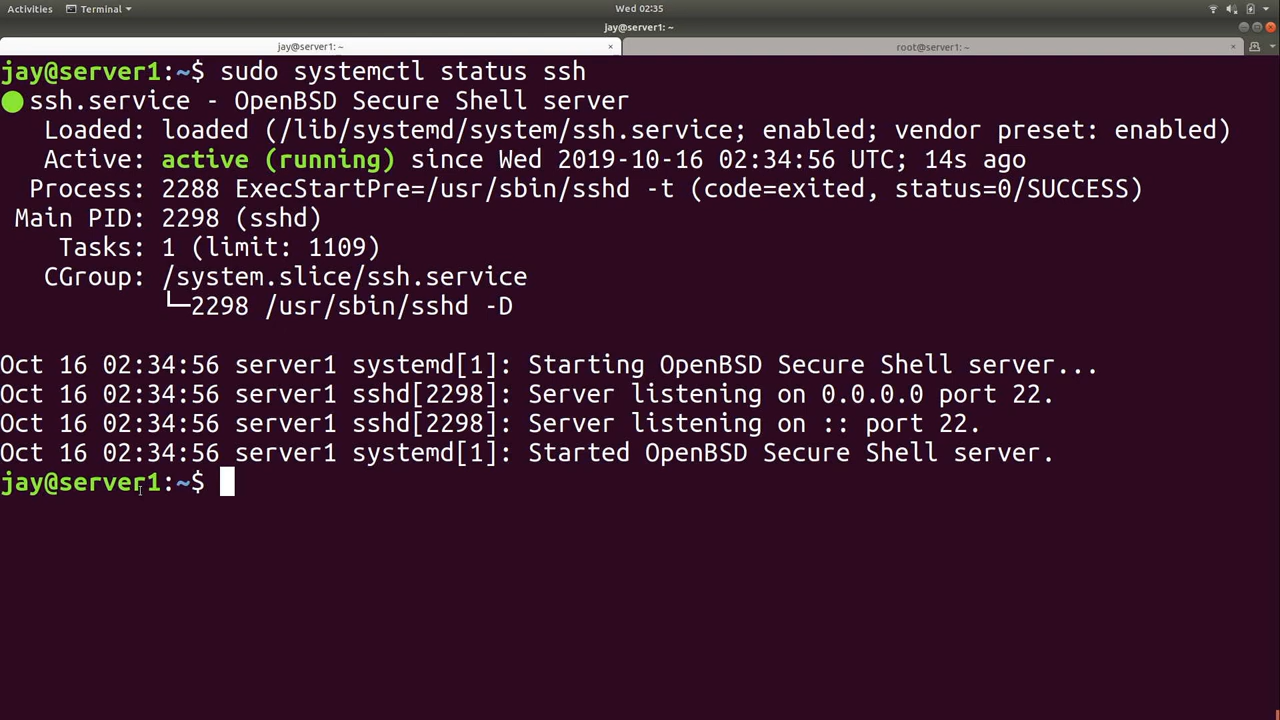 Activities Terminal Wed 02:35
jay@server1: ~
jay@server1: ~ × root@server1: ~ ×
jay@server1:~$ sudo systemctl status ssh
ssh.service - OpenBSD Secure Shell server
Loaded: loaded (/lib/systemd/system/ssh.service; enabled; vendor preset: enabled)
Active: active (running) since Wed 2019-10-16 02:34:56 UTC; 14s ago
Process: 2288 ExecStartPre=/usr/sbin/sshd -t (code=exited, status=0/SUCCESS)
Main PID: 2298 (sshd)
Tasks: 1 (limit: 1109)
CGroup: /system.slice/ssh.service
└─2298 /usr/sbin/sshd -D
Oct 16 02:34:56 server1 systemd[1]: Starting OpenBSD Secure Shell server...
Oct 16 02:34:56 server1 sshd[2298]: Server listening on 0.0.0.0 port 22.
Oct 16 02:34:56 server1 sshd[2298]: Server listening on :: port 22.
Oct 16 02:34:56 server1 systemd[1]: Started OpenBSD Secure Shell server.
jay@server1:~$